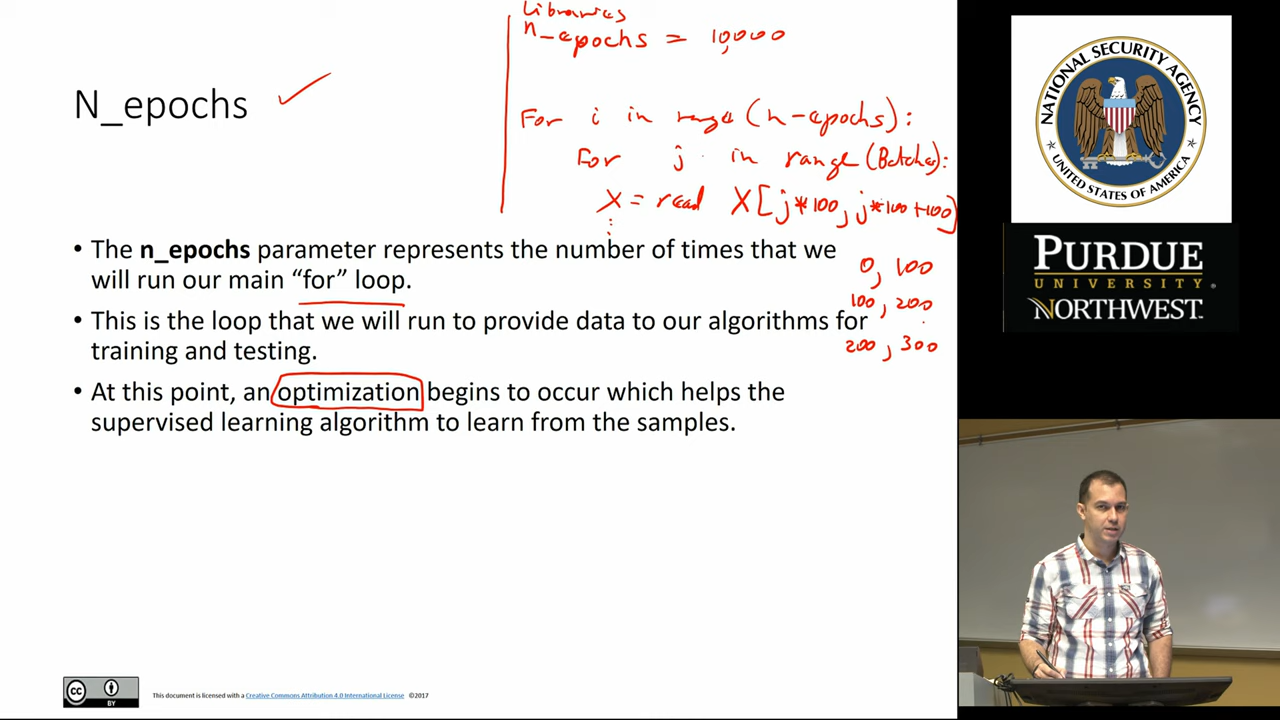 Libraries
n_epochs = 10,000
N_epochs
For i in range (n-epochs):
For j in range (Batches):
X = read X[j*100, j*100+100]
• The n_epochs parameter represents the number of times that we
will run our main “for” loop.
0, 100
100, 200
• This is the loop that we will run to provide data to our algorithms for
training and testing.
200, 300
• At this point, an optimization begins to occur which helps the
supervised learning algorithm to learn from the samples.
NATIONAL SECURITY AGENCY
UNITED STATES OF AMERICA
PURDUE
UNIVERSITY
NORTHWEST
cc
BY
This document is licensed with a Creative Commons Attribution 4.0 International License ©2017